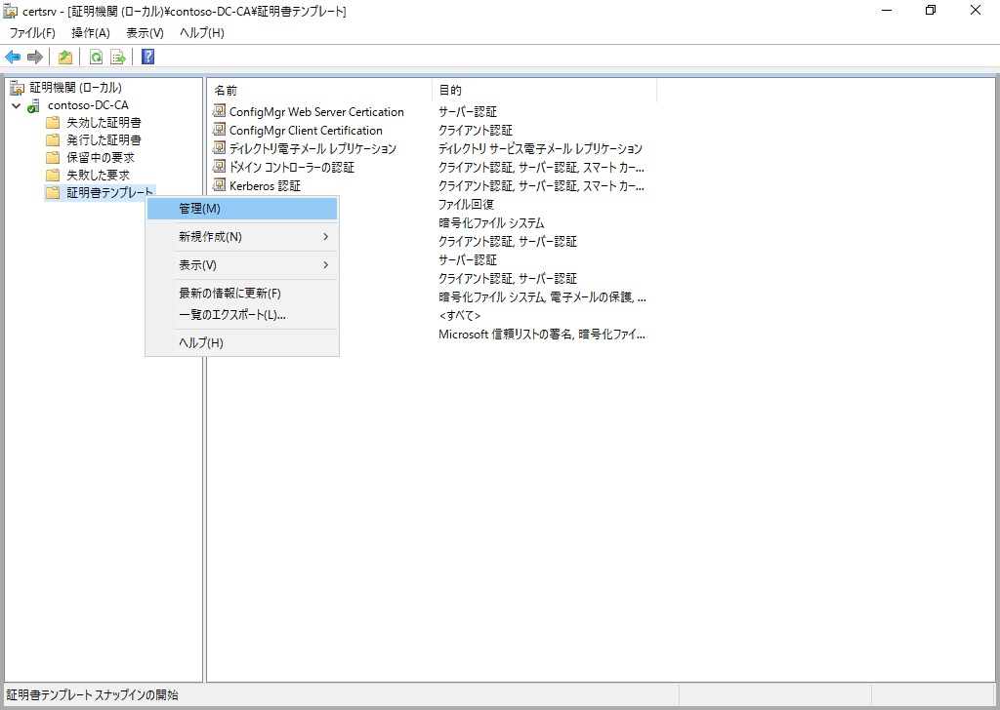 certsrv - [証明機関 (ローカル)¥contoso-DC-CA¥証明書テンプレート]
ファイル(F) 操作(A) 表示(V) ヘルプ(H)
証明機関 (ローカル)
contoso-DC-CA
失効した証明書
発行した証明書
保留中の要求
失敗した要求
証明書テンプレート
管理(M)
新規作成(N)
表示(V)
最新の情報に更新(F)
一覧のエクスポート(L)...
ヘルプ(H)
名前 目的
ConfigMgr Web Server Certication サーバー認証
ConfigMgr Client Certification クライアント認証
ディレクトリ電子メール レプリケーション ディレクトリ サービス電子メール レプリケーション
ドメイン コントローラーの認証 クライアント認証, サーバー認証, スマート カー...
Kerberos 認証 クライアント認証, サーバー認証, スマート カー...
ファイル回復
暗号化ファイル システム
クライアント認証, サーバー認証
サーバー認証
クライアント認証, サーバー認証
暗号化ファイル システム, 電子メールの保護, ...
<すべて>
Microsoft 信頼リストの署名, 暗号化ファイ...
証明書テンプレート スナップインの開始